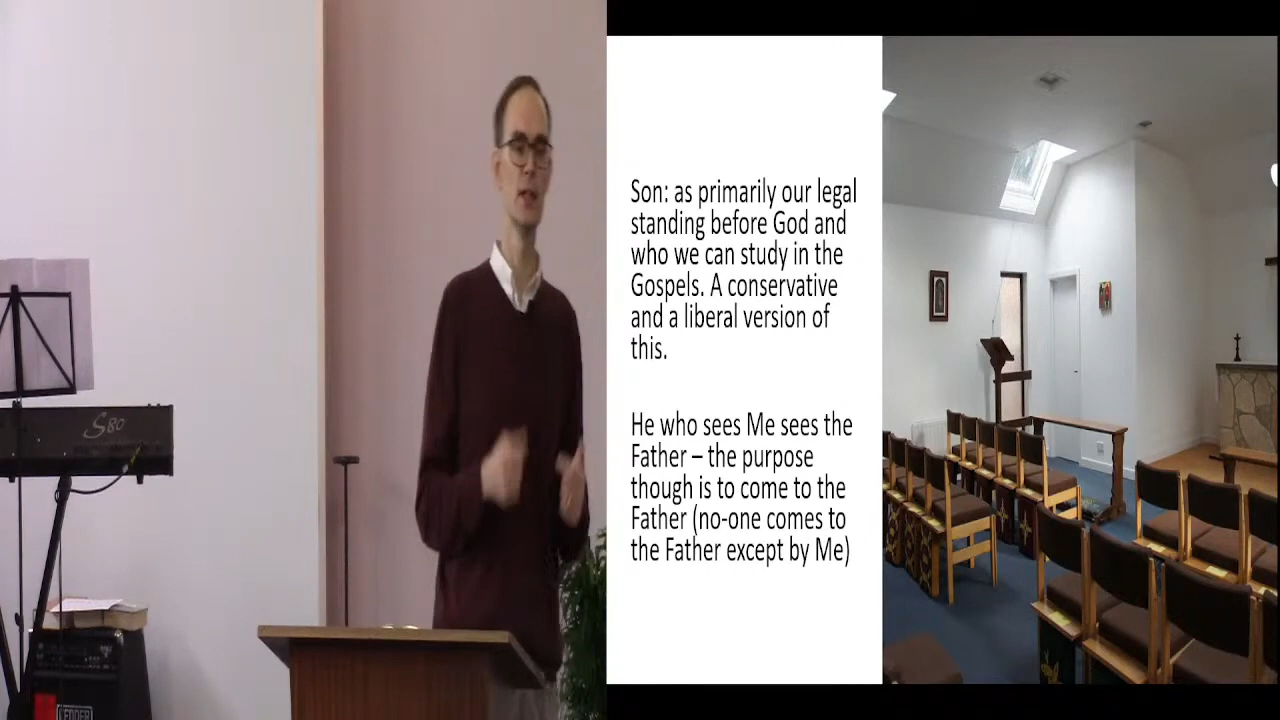 S80
Son: as primarily our legal
standing before God and
who we can study in the
Gospels. A conservative
and a liberal version of
this.
He who sees Me sees the
Father – the purpose
though is to come to the
Father (no-one comes to
the Father except by Me)